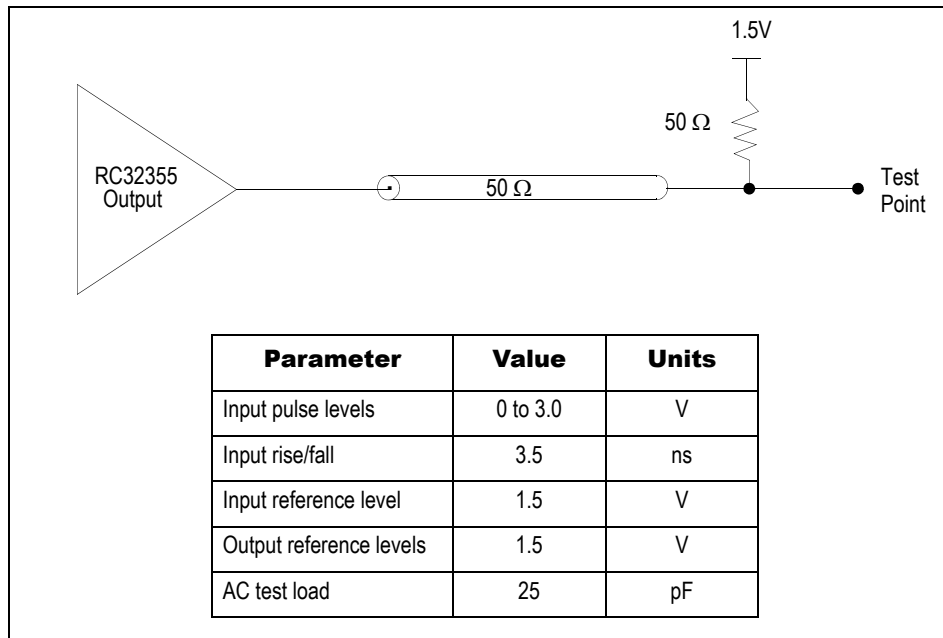 1.5V
50 Ω
RC32355
Output
50 Ω
Test
Point
Parameter Value Units
Input pulse levels 0 to 3.0 V
Input rise/fall 3.5 ns
Input reference level 1.5 V
Output reference levels 1.5 V
AC test load 25 pF